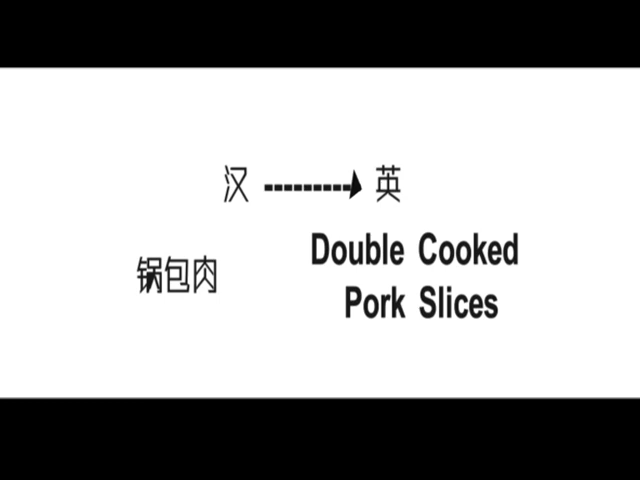 汉 ---------→ 英
锅包肉
Double Cooked
Pork Slices